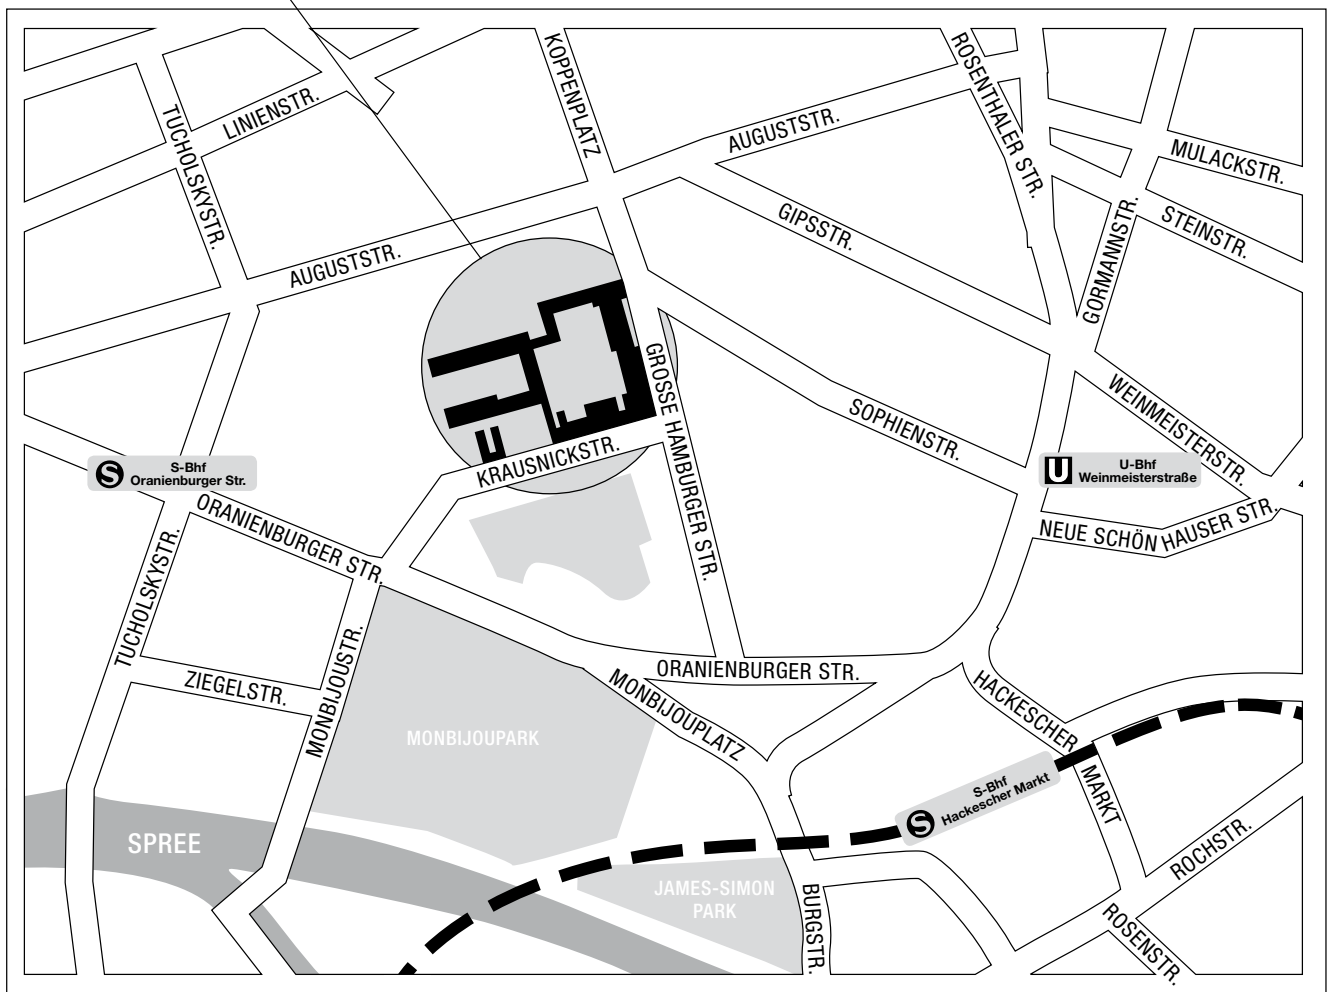 KOPPENPLATZ
ROSENTHALER STR.
LINIENSTR.
TUCHOLSKYSTR.
AUGUSTSTR.
MULACKSTR.
GIPSSTR.
STEINSTR.
GORMANNSTR.
AUGUSTSTR.
GROSSE HAMBURGER STR.
WEINMEISTERSTR.
SOPHIENSTR.
KRAUSNICKSTR.
S
S-Bhf
Oranienburger Str.
U
U-Bhf
Weinmeisterstraße
ORANIENBURGER STR.
NEUE SCHÖNHAUSER STR.
TUCHOLSKYSTR.
MONBIJOUSTR.
ZIEGELSTR.
ORANIENBURGER STR.
MONBIJOUPLATZ
HACKESCHER MARKT
MONBIJOUPARK
S
S-Bhf
Hackescher Markt
SPREE
ROCHSTR.
JAMES-SIMON
PARK
BURGSTR.
ROSENSTR.